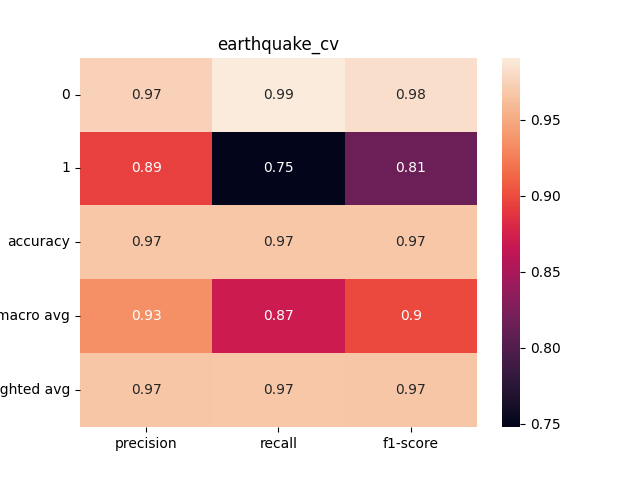 earthquake_cv
0 0.97 0.99 0.98
1 0.89 0.75 0.81
accuracy 0.97 0.97 0.97
macro avg 0.93 0.87 0.9
ghted avg 0.97 0.97 0.97
precision recall f1-score
0.95
0.90
0.85
0.80
0.75